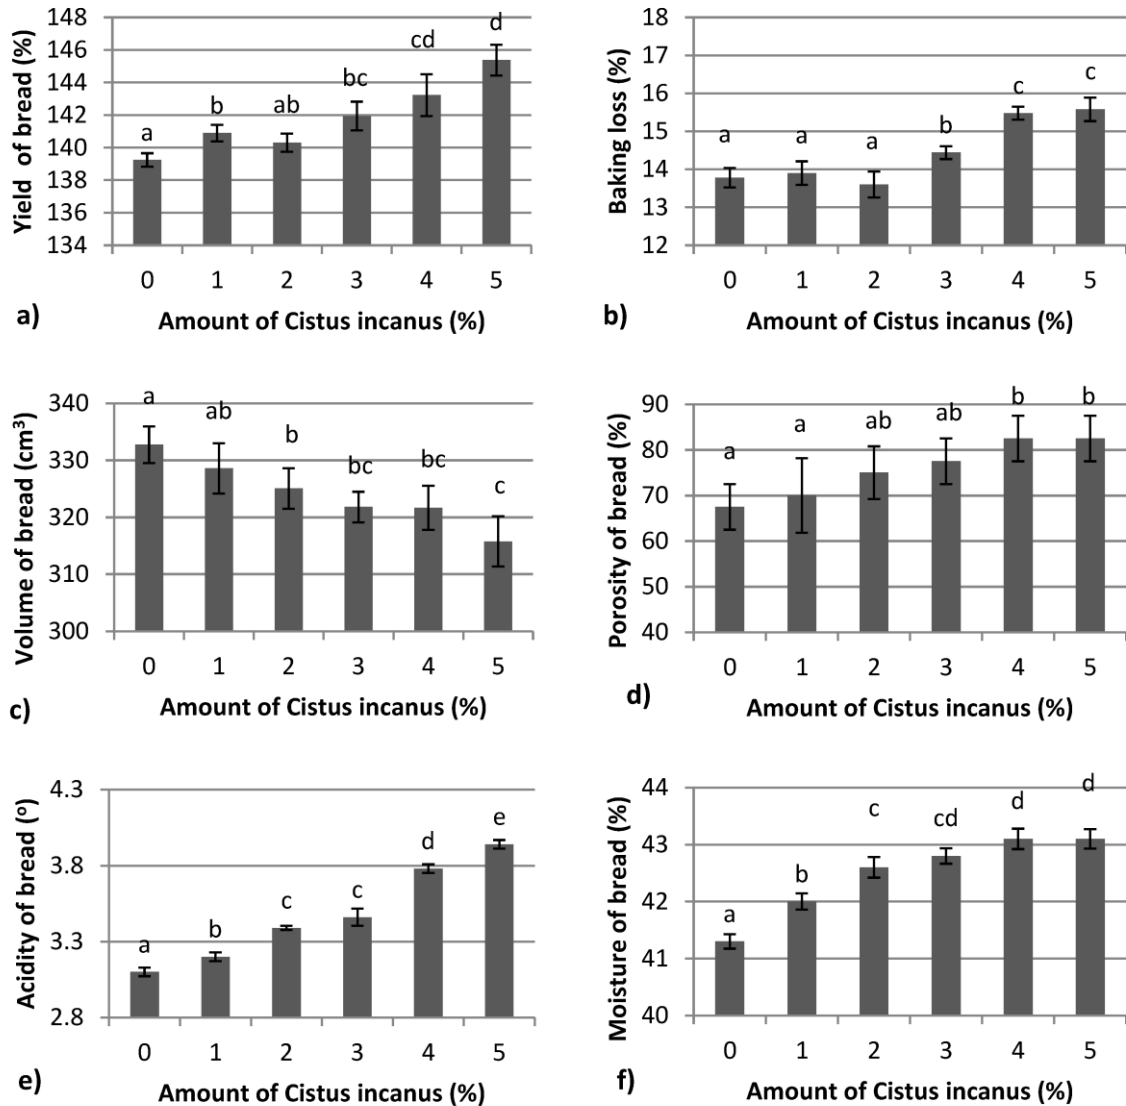 148
146
144
142
140
138
136
134
Yield of bread (%)
a
b
ab
bc
cd
d
0 1 2 3 4 5
a) Amount of Cistus incanus (%)
18
17
16
15
14
13
12
Baking loss (%)
a
a
a
b
c
c
0 1 2 3 4 5
b) Amount of Cistus incanus (%)
340
330
320
310
300
Volume of bread (cm³)
a
ab
b
bc
bc
c
0 1 2 3 4 5
c) Amount of Cistus incanus (%)
90
80
70
60
50
40
Porosity of bread (%)
a
a
ab
ab
b
b
0 1 2 3 4 5
d) Amount of Cistus incanus (%)
4.3
3.8
3.3
2.8
Acidity of bread (º)
a
b
c
c
d
e
0 1 2 3 4 5
e) Amount of Cistus incanus (%)
44
43
42
41
40
Moisture of bread (%)
a
b
c
cd
d
d
0 1 2 3 4 5
f) Amount of Cistus incanus (%)